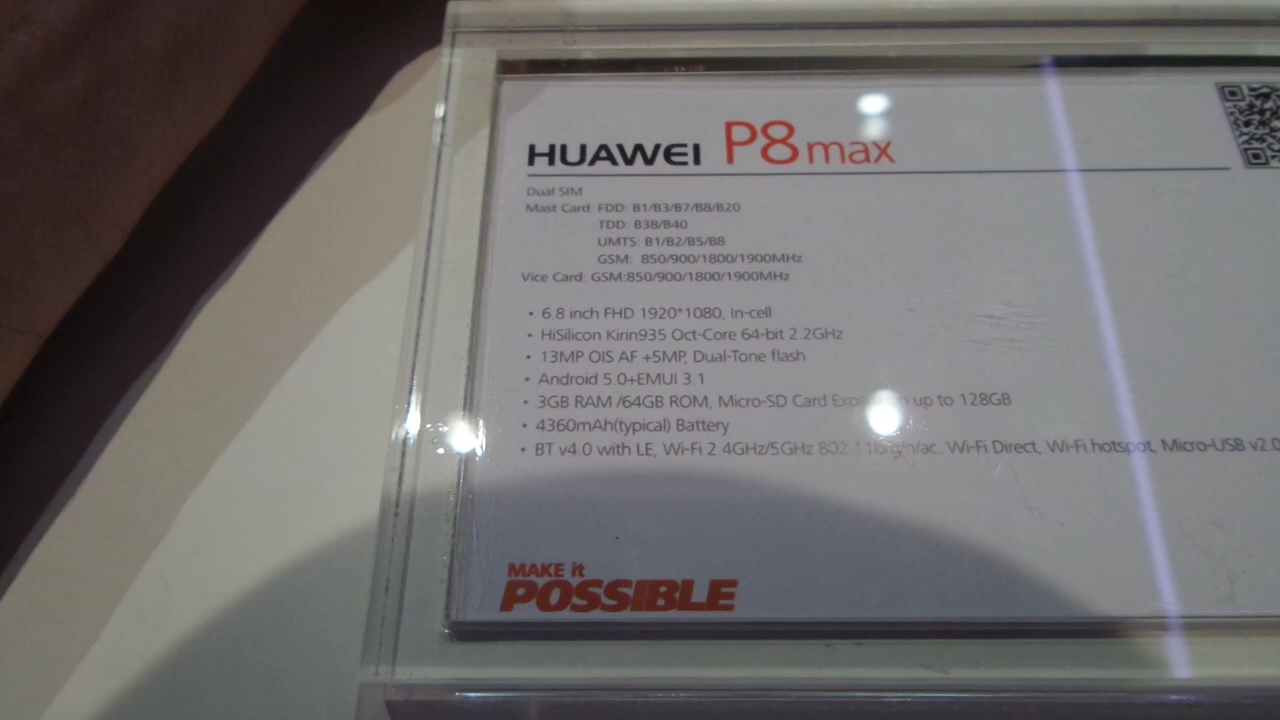 HUAWEI P8max
Dual SIM
Mast Card: FDD: B1/B3/B7/B8/B20
TDD: B38/B40
UMTS: B1/B2/B5/B8
GSM: 850/900/1800/1900MHz
Vice Card: GSM:850/900/1800/1900MHz
• 6.8 inch FHD 1920*1080, In-cell
• HiSilicon Kirin935 Oct-Core 64-bit 2.2GHz
• 13MP OIS AF +5MP, Dual-Tone flash
• Android 5.0+EMUI 3.1
• 3GB RAM /64GB ROM, Micro-SD Card up to 128GB
• 4360mAh(typical) Battery
• BT v4.0 with LE, Wi-Fi 2.4GHz/5GHz 802.11b/g/n/ac, Wi-Fi Direct, Wi-Fi hotspot, Micro-USB v2.0
MAKE it
POSSIBLE